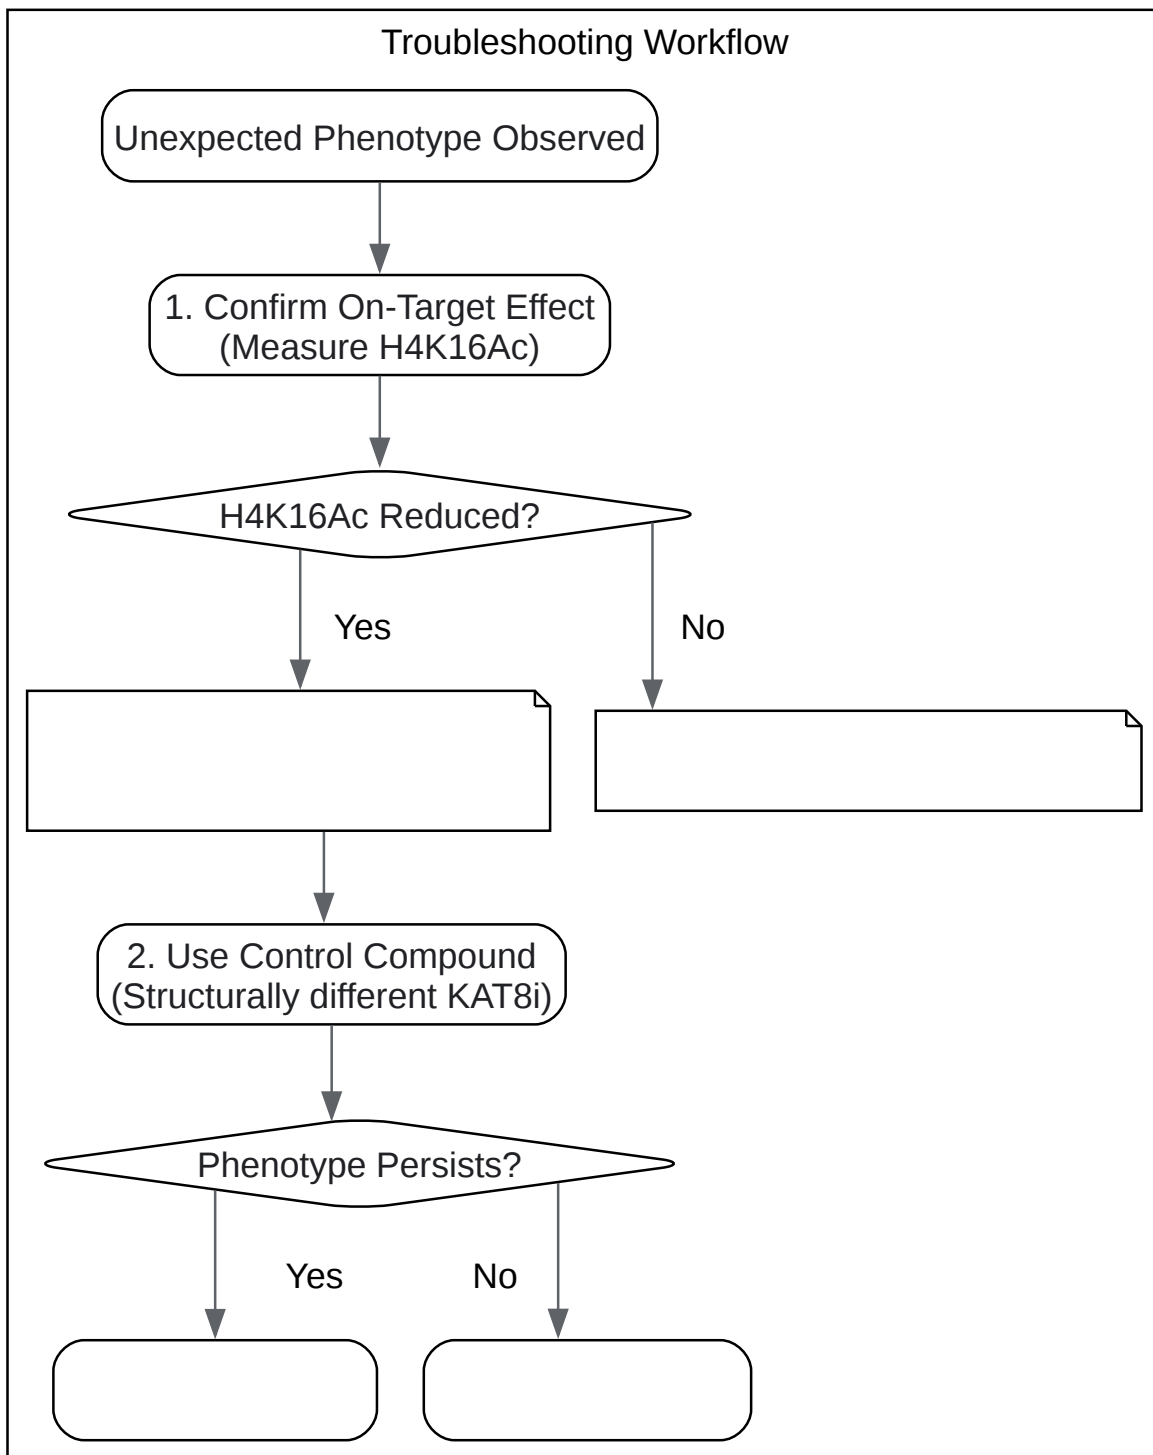 Troubleshooting Workflow
Unexpected Phenotype Observed
1. Confirm On-Target Effect
(Measure H4K16Ac)
H4K16Ac Reduced?
Yes
No
2. Use Control Compound
(Structurally different KAT8i)
Phenotype Persists?
Yes
No